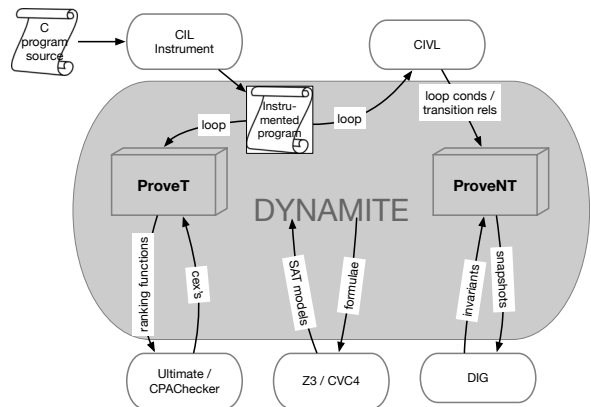 C
program
source
CIL
Instrument
CIVL
Instru-
mented
program
loop
loop
loop conds /
transition rels
ProveT
ProveNT
DYNAMITE
ranking functions
cex's
SAT models
formulae
invariants
snapshots
Ultimate /
CPAChecker
Z3 / CVC4
DIG